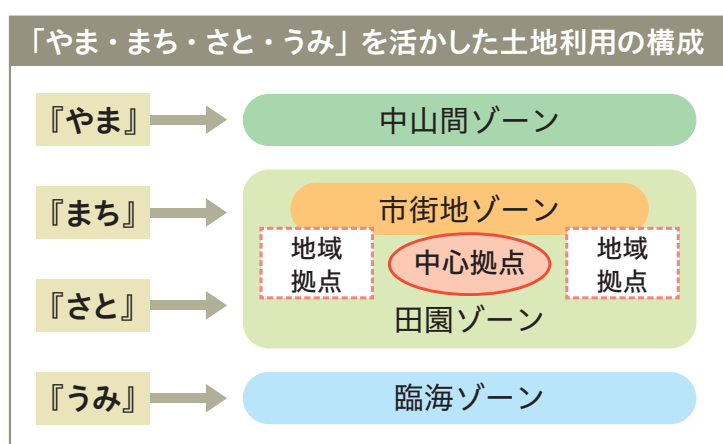 「やま・まち・さと・うみ」を活かした土地利用の構成
『やま』
中山間ゾーン
『まち』
市街地ゾーン
地域
拠点
中心拠点
地域
拠点
『さと』
田園ゾーン
『うみ』
臨海ゾーン